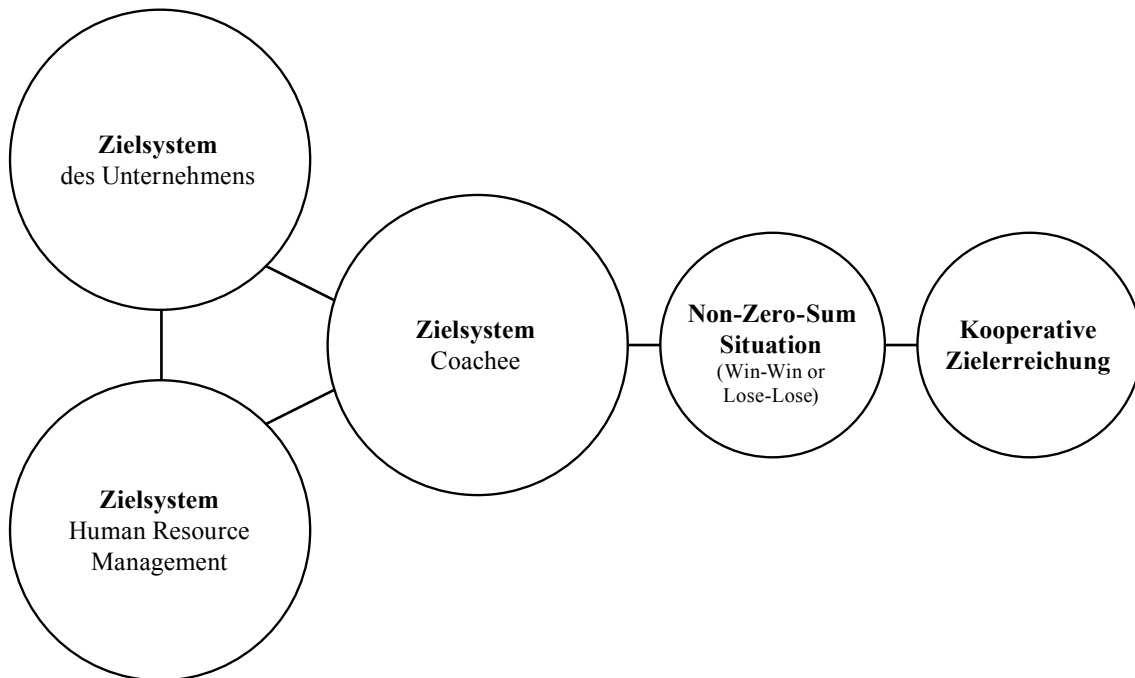 Zielsystem
des Unternehmens
Zielsystem
Human Resource
Management
Zielsystem
Coachee
Non-Zero-Sum
Situation
(Win-Win or
Lose-Lose)
Kooperative
Zielerreichung